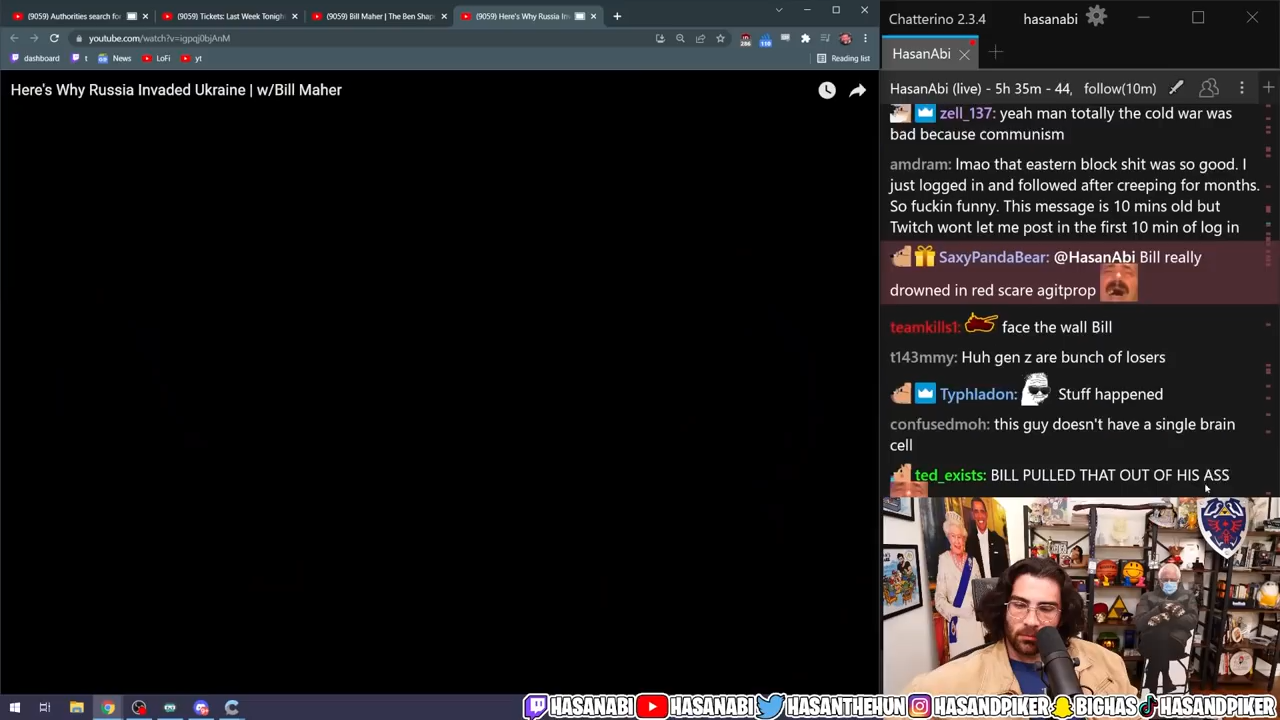 (9059) Authorities search for
(9059) Tickets: Last Week Tonigh
(9059) Bill Maher | The Ben Shap
(9059) Here's Why Russia In
youtube.com/watch?v=igpqj0bjAnM
dashboard
t
News
LoFi
yt
Reading list
Here's Why Russia Invaded Ukraine | w/Bill Maher
Chatterino 2.3.4
hasanabi
HasanAbi
HasanAbi (live) - 5h 35m - 44,
follow(10m)
zell_137: yeah man totally the cold war was
bad because communism
amdram: lmao that eastern block shit was so good. I
just logged in and followed after creeping for months.
So fuckin funny. This message is 10 mins old but
Twitch wont let me post in the first 10 min of log in
SaxyPandaBear: @HasanAbi Bill really
drowned in red scare agitprop
teamkills1: face the wall Bill
t143mmy: Huh gen z are bunch of losers
Typhladon: Stuff happened
confusedmoh: this guy doesn't have a single brain
cell
ted_exists: BILL PULLED THAT OUT OF HIS ASS
HASANABI HASANABI HASANTHEHUN HASANDPIKER BIGHAS HASANDPIKER